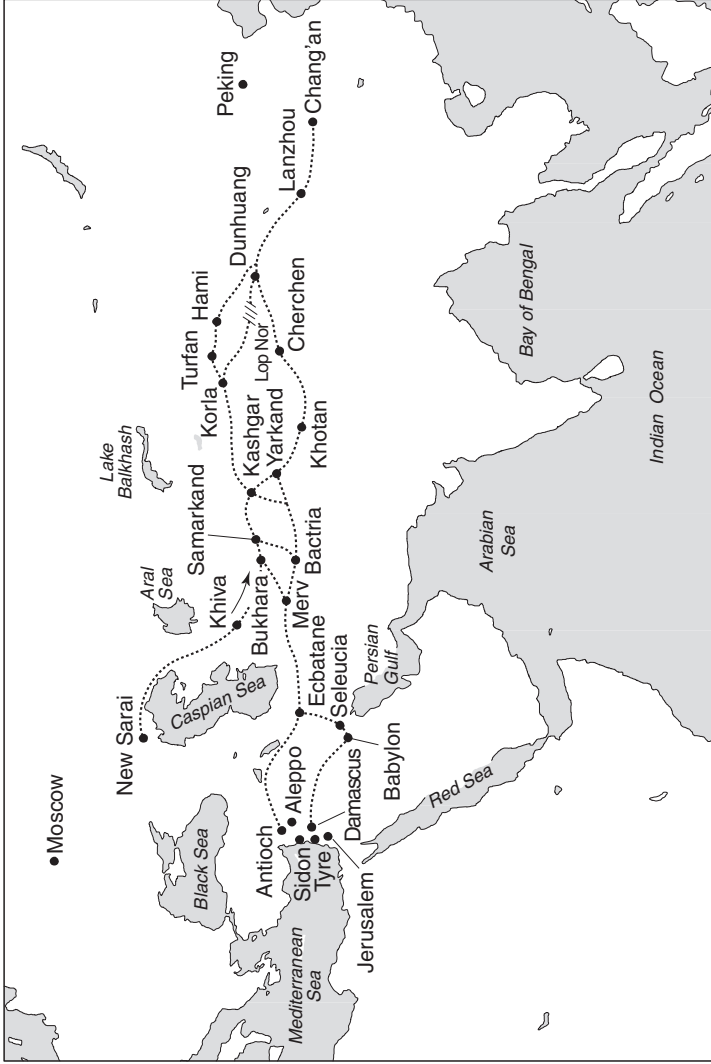 Moscow
New Sarai
Black Sea
Caspian Sea
Aral
Sea
Khiva
Lake
Balkhash
Samarkand
Bukhara
Merv
Bactria
Kashgar
Yarkand
Khotan
Korla
Turfan
Hami
Lop Nor
Cherchen
Dunhuang
Lanzhou
Chang'an
Peking
Antioch
Aleppo
Sidon
Tyre
Damascus
Jerusalem
Babylon
Seleucia
Ecbatane
Mediterranean
Sea
Red Sea
Persian
Gulf
Arabian
Sea
Bay of Bengal
Indian Ocean